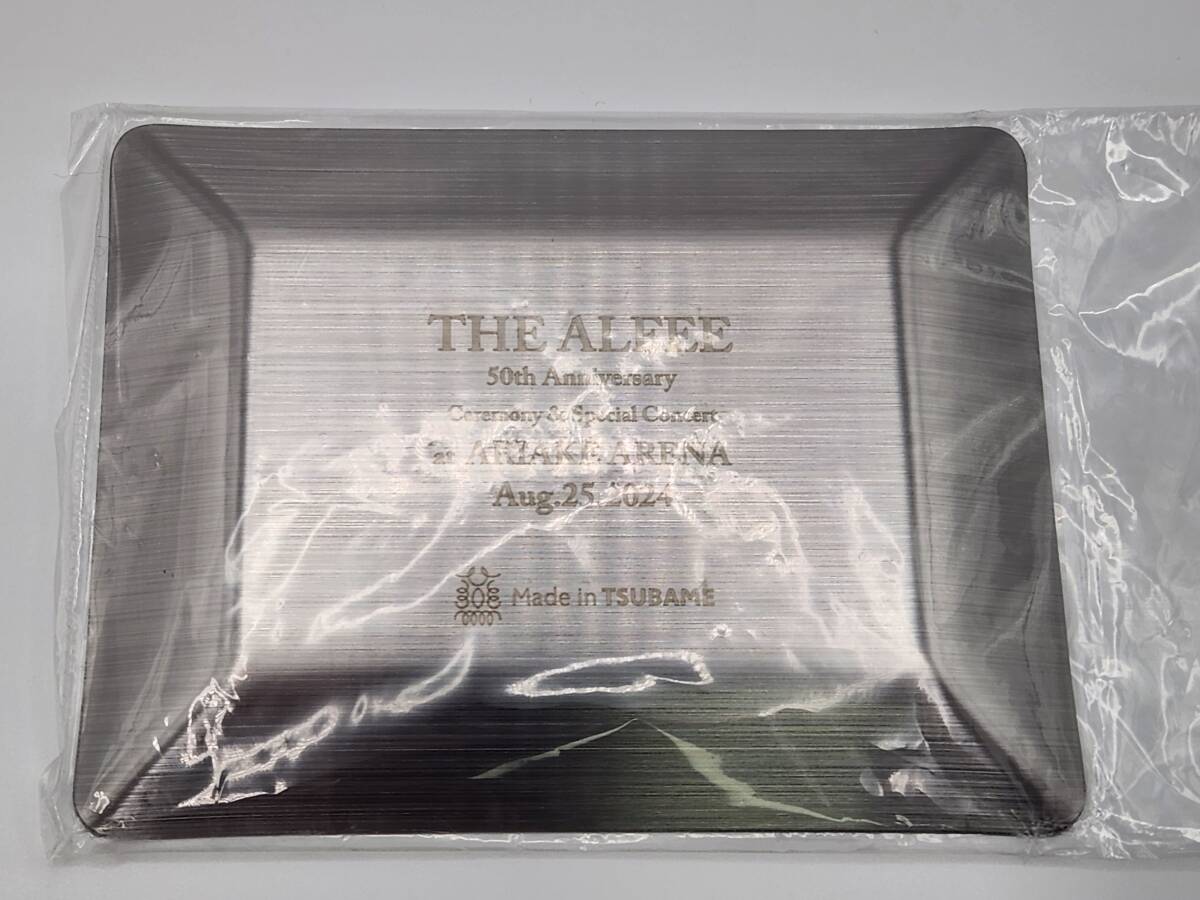 THE ALFEE
50th Anniversary
Ceremony & Special Concert
at ARIAKE ARENA
Aug.25.2024
Made in TSUBAME